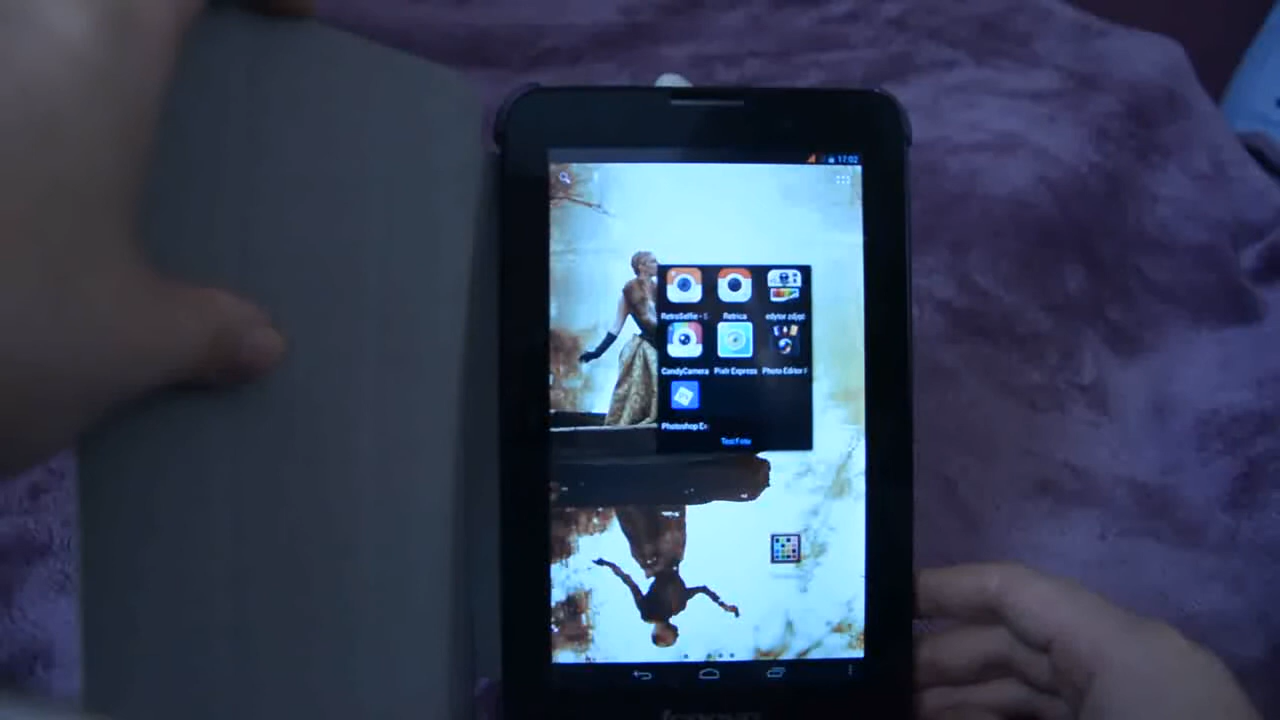 17:02
RetroSelfie - S
Retrica
edytor zdjęć
CandyCamera
Pixlr Express
Photo Editor
Photoshop Ex
Test Foto